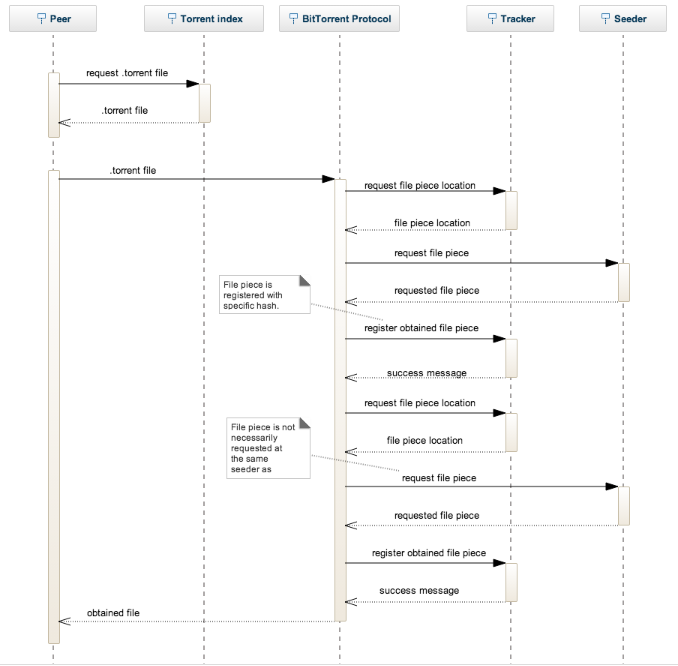 Peer
Torrent index
BitTorrent Protocol
Tracker
Seeder
request .torrent file
.torrent file
.torrent file
request file piece location
file piece location
request file piece
File piece is
registered with
specific hash.
requested file piece
register obtained file piece
success message
request file piece location
File piece is not
necessarily
requested at
the same
seeder as
file piece location
request file piece
requested file piece
register obtained file piece
success message
obtained file